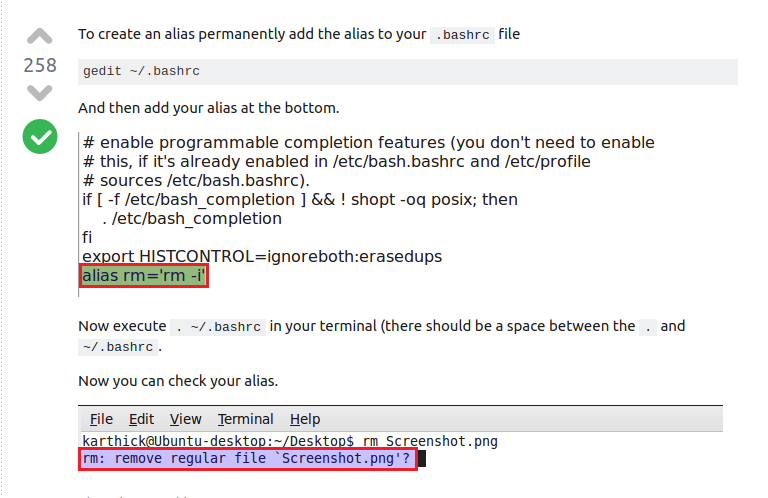 To create an alias permanently add the alias to your .bashrc file
258
gedit ~/.bashrc
And then add your alias at the bottom.
# enable programmable completion features (you don't need to enable
# this, if it's already enabled in /etc/bash.bashrc and /etc/profile
# sources /etc/bash.bashrc).
if [ -f /etc/bash_completion ] && ! shopt -oq posix; then
    . /etc/bash_completion
fi
export HISTCONTROL=ignoreboth:erasedups
alias rm='rm -i'
Now execute . ~/.bashrc in your terminal (there should be a space between the . and
~/.bashrc.
Now you can check your alias.
File Edit View Terminal Help
karthick@Ubuntu-desktop:~/Desktop$ rm Screenshot.png
rm: remove regular file `Screenshot.png'?